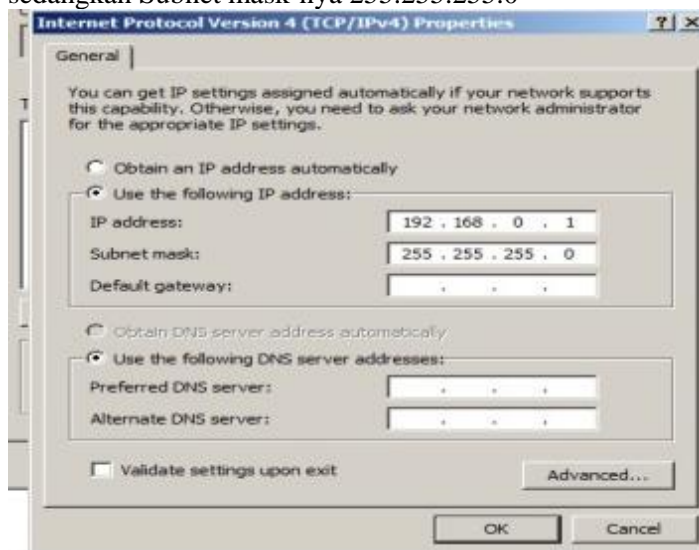 sedangkan Subnet mask-nya 255.255.255.0
Internet Protocol Version 4 (TCP/IPv4) Properties
General
You can get IP settings assigned automatically if your network supports
this capability. Otherwise, you need to ask your network administrator
for the appropriate IP settings.
Obtain an IP address automatically
Use the following IP address:
IP address: 192 . 168 . 0 . 1
Subnet mask: 255 . 255 . 255 . 0
Default gateway: . . .
Obtain DNS server address automatically
Use the following DNS server addresses:
Preferred DNS server: . . .
Alternate DNS server: . . .
Validate settings upon exit
Advanced...
OK Cancel